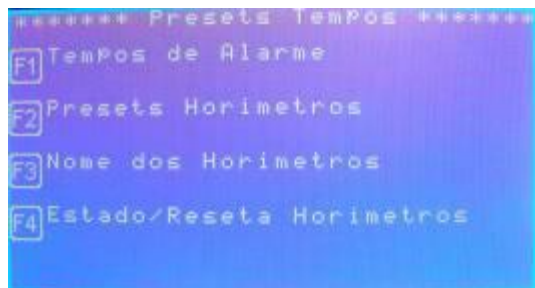 ******* Presets Tempos *******
F1 Tempos de Alarme
F2 Presets Horimetros
F3 Nome dos Horimetros
F4 Estado/Reseta Horimetros